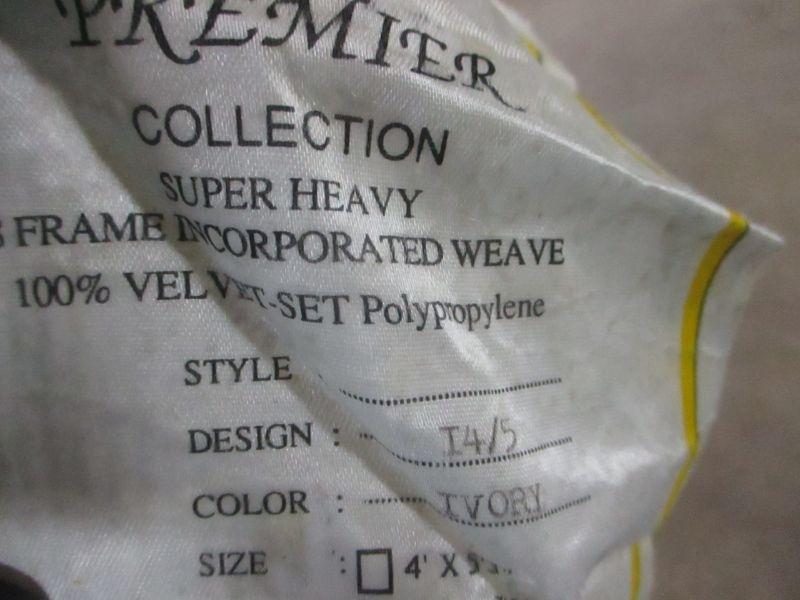 PREMIER
COLLECTION
SUPER HEAVY
FRAME INCORPORATED WEAVE
100% VELVET-SET Polypropylene
STYLE
DESIGN : I4/5
COLOR : IVORY
SIZE : 4' X